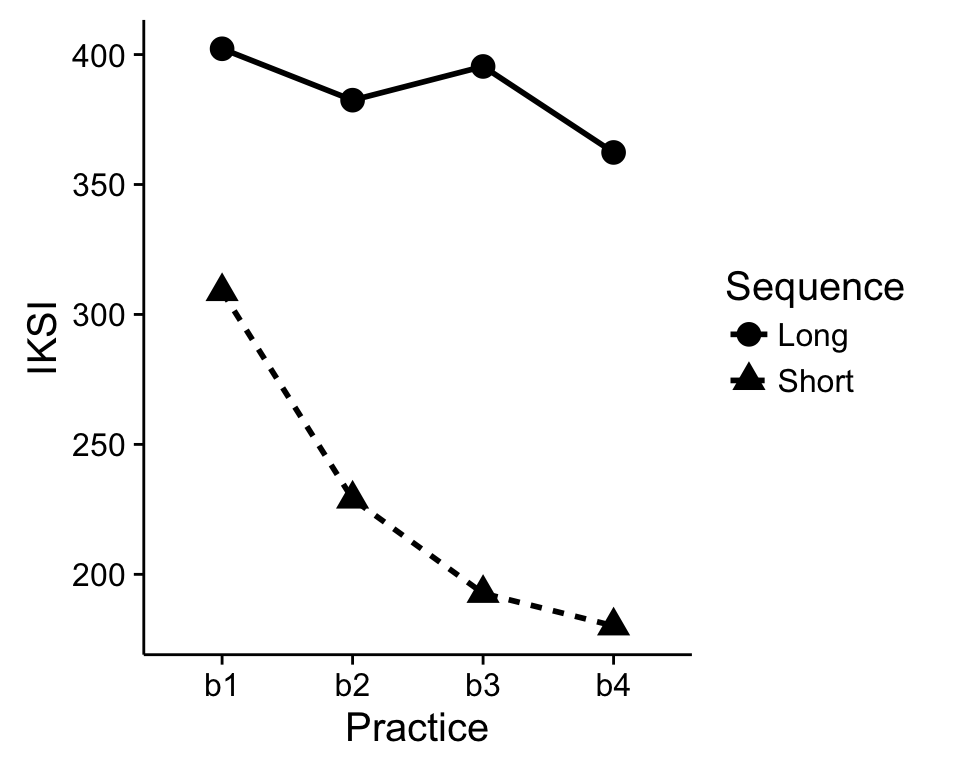 400
350
300
250
200
IKSI
b1 b2 b3 b4
Practice
Sequence
Long
Short